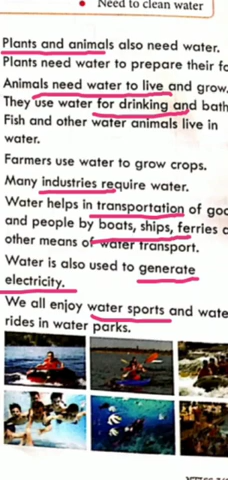 • Need to clean water
Plants and animals also need water.
Plants need water to prepare their
Animals need water to live and grow.
They use water for drinking and
Fish and other water animals live in
water.
Farmers use water to grow crops.
Many industries require water.
Water helps in transportation of
and people by boats, ships, ferries
other means of water transport.
Water is also used to generate
electricity.
We all enjoy water sports and
rides in water parks.